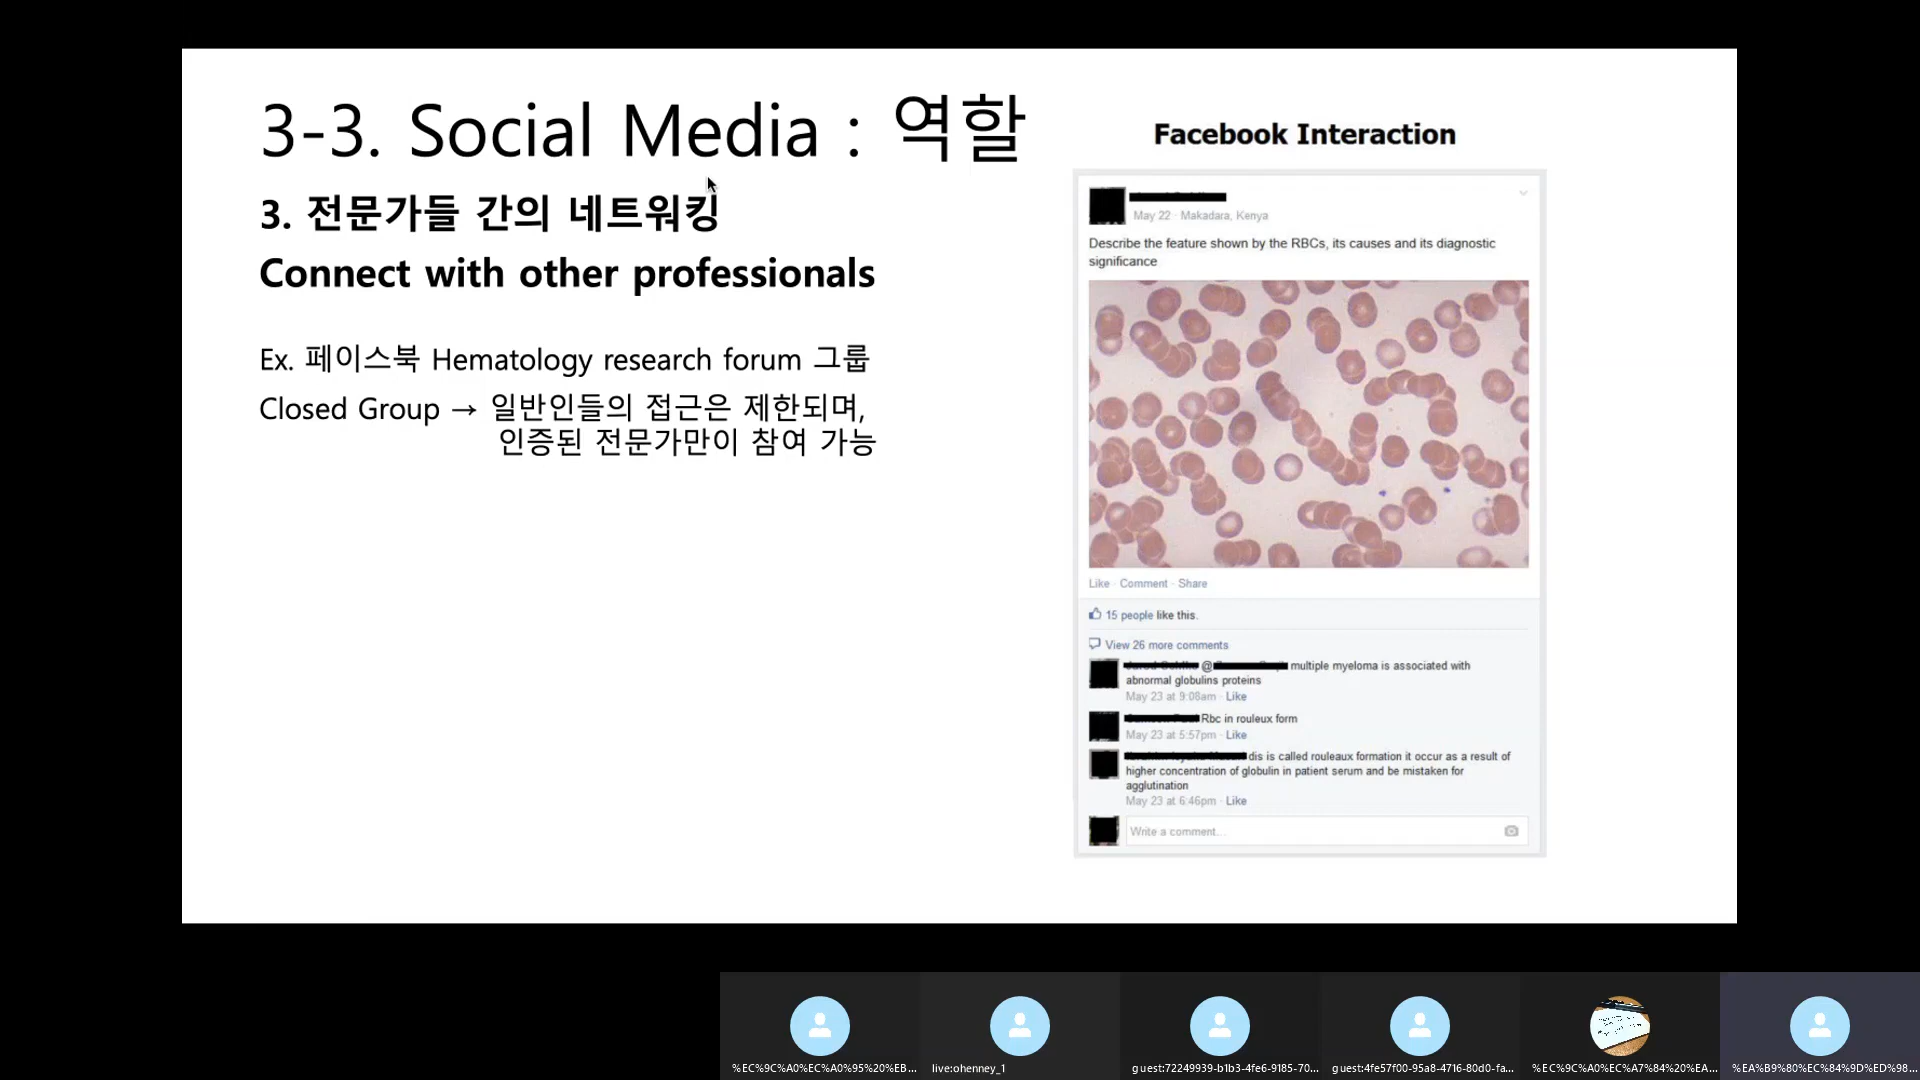 3-3. Social Media : 역할
3. 전문가들 간의 네트워킹
Connect with other professionals
Ex. 페이스북 Hematology research forum 그룹
Closed Group → 일반인들의 접근은 제한되며,
인증된 전문가만이 참여 가능
Facebook Interaction
May 22 · Makadara, Kenya
Describe the feature shown by the RBCs, its causes and its diagnostic
significance
Like · Comment · Share
15 people like this.
View 26 more comments
@ multiple myeloma is associated with
abnormal globulins proteins
May 23 at 9:08am · Like
Rbc in rouleux form
May 23 at 5:57pm · Like
dis is called rouleaux formation it occur as a result of
higher concentration of globulin in patient serum and be mistaken for
agglutination
May 23 at 6:46pm · Like
Write a comment...
%EC%9C%A0%EC%A0%95%20%EB...
live:ohenney_1
guest:72249939-b1b3-4fe6-9185-70...
guest:4fe57f00-95a8-4716-80d0-fa...
%EC%9C%A0%EC%A7%84%20%EA...
%EA%B9%80%EC%84%9D%ED%98...